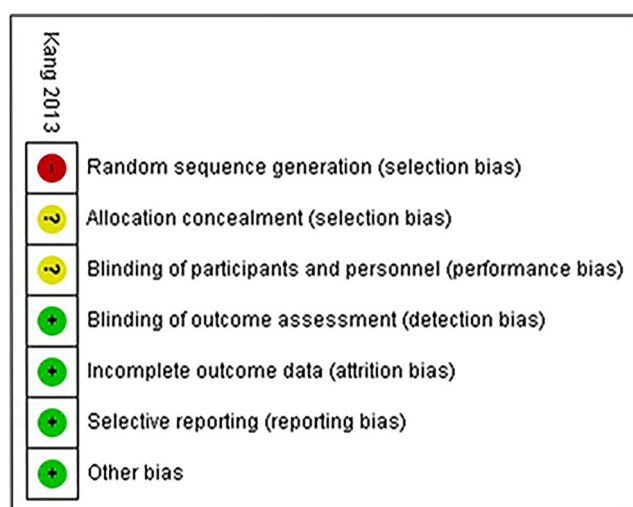 Kang 2013
- Random sequence generation (selection bias)
? Allocation concealment (selection bias)
? Blinding of participants and personnel (performance bias)
+ Blinding of outcome assessment (detection bias)
+ Incomplete outcome data (attrition bias)
+ Selective reporting (reporting bias)
+ Other bias